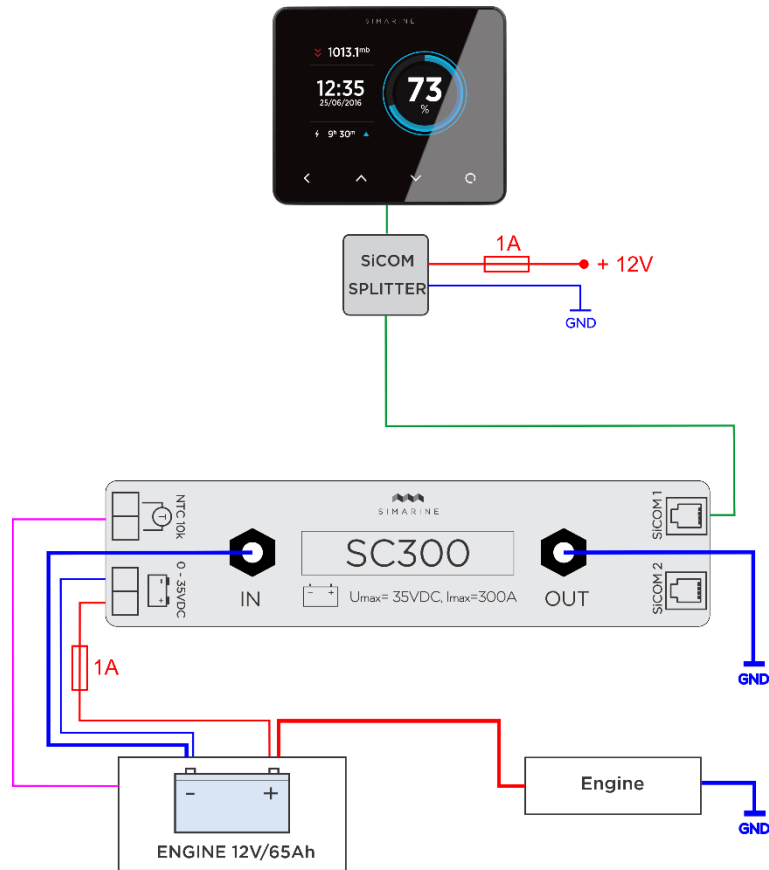 SIMARINE
1013.1mb
12:35
25/06/2016
9h 30m
73
%
SiCOM
SPLITTER
1A
+ 12V
GND
NTC 10k
0 - 35VDC
SIMARINE
SC300
IN
Umax= 35VDC, Imax=300A
OUT
SiCOM 1
SiCOM 2
1A
GND
- +
ENGINE 12V/65Ah
Engine
GND